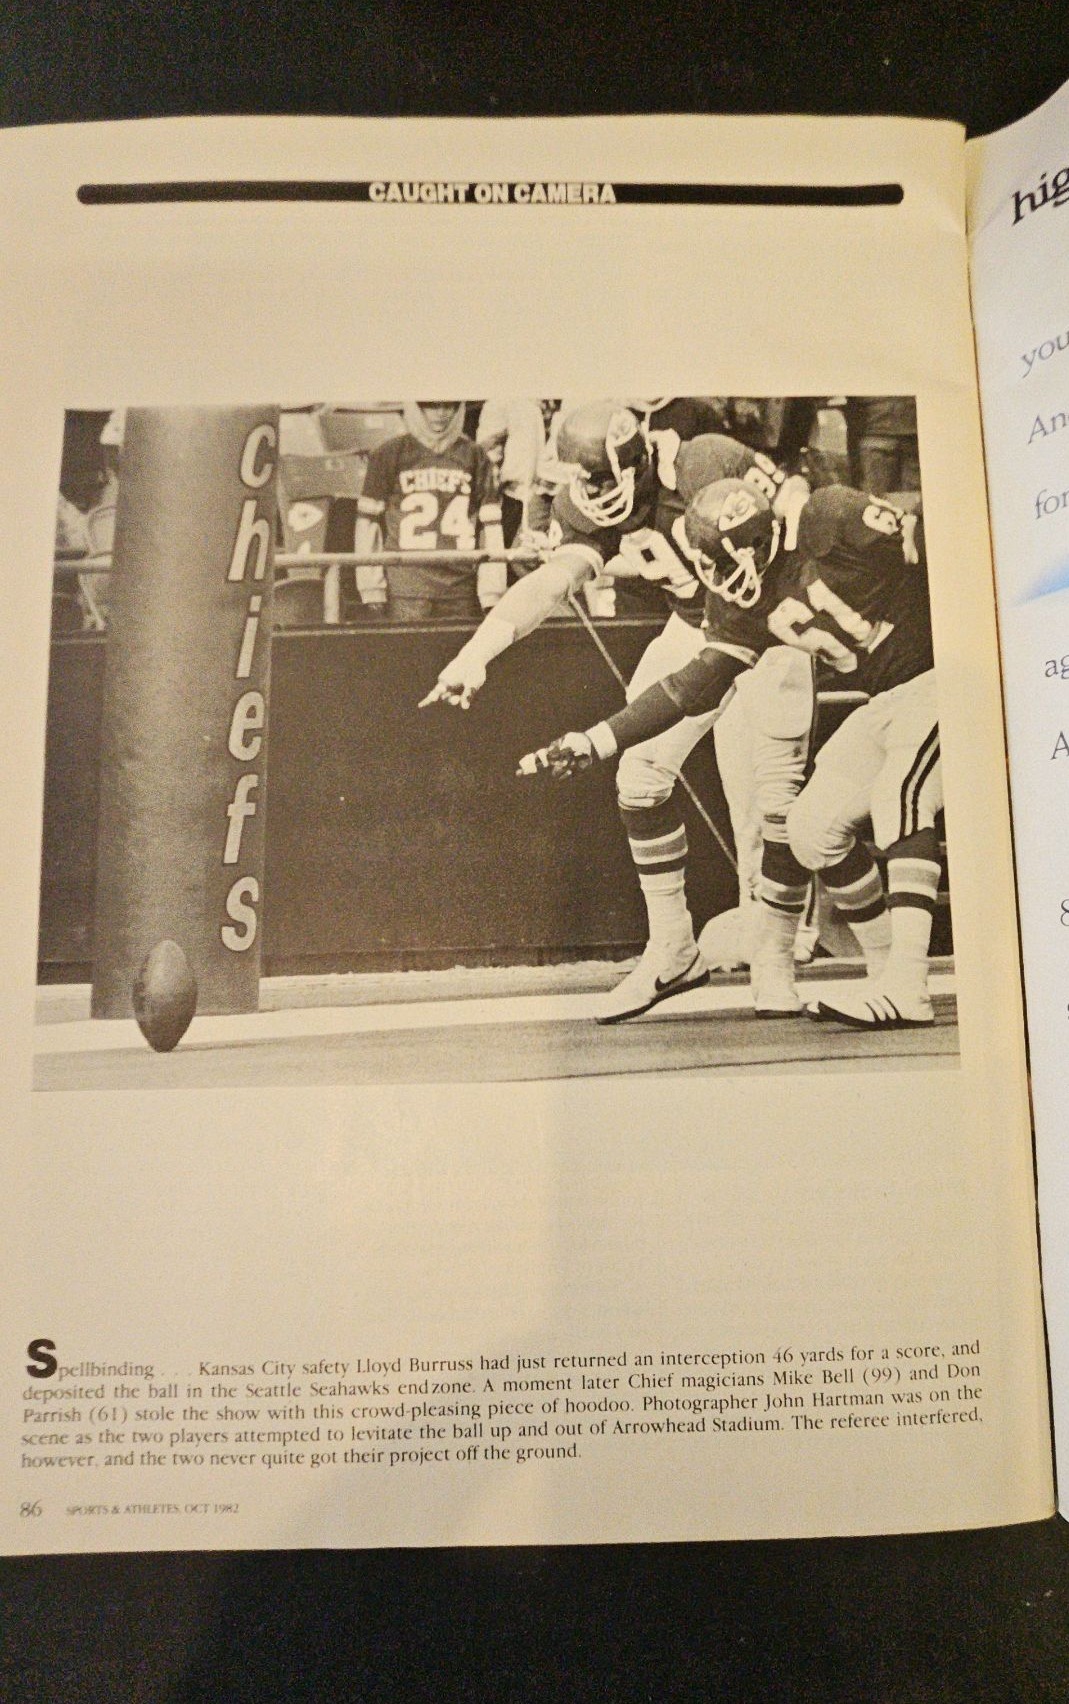 CAUGHT ON CAMERA
Chiefs
CHIEFS
24
KC
KC
9
61
Spellbinding . . . Kansas City safety Lloyd Burruss had just returned an interception 46 yards for a score, and
deposited the ball in the Seattle Seahawks endzone. A moment later Chief magicians Mike Bell (99) and Don
Parrish (61) stole the show with this crowd-pleasing piece of hoodoo. Photographer John Hartman was on the
scene as the two players attempted to levitate the ball up and out of Arrowhead Stadium. The referee interfered,
however, and the two never quite got their project off the ground.
86 SPORTS & ATHLETES, OCT 1982
hig
you
An
for
ag
A